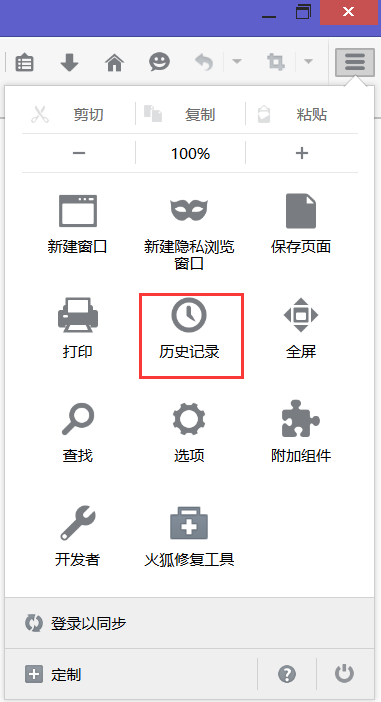 剪切 复制 粘贴
− 100% +
新建窗口 新建隐私浏览窗口 保存页面
打印 历史记录 全屏
查找 选项 附加组件
开发者 火狐修复工具
登录以同步
定制